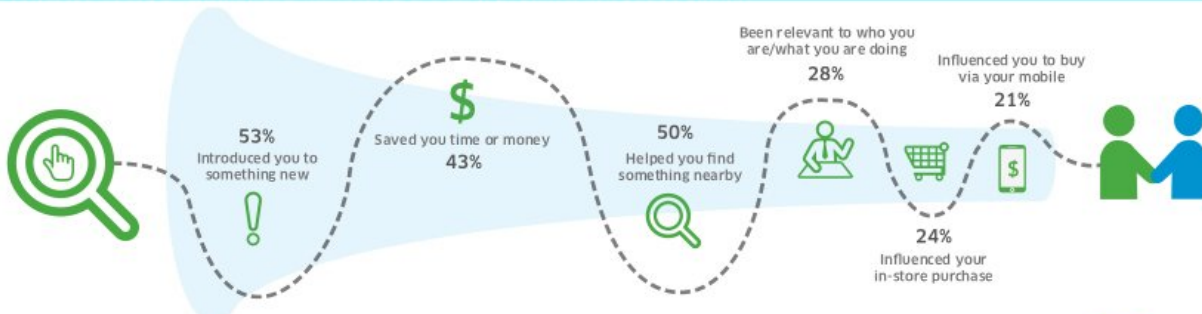 53%
Introduced you to
something new
$
Saved you time or money
43%
50%
Helped you find
something nearby
Been relevant to who you
are/what you are doing
28%
24%
Influenced your
in-store purchase
Influenced you to buy
via your mobile
21%
$